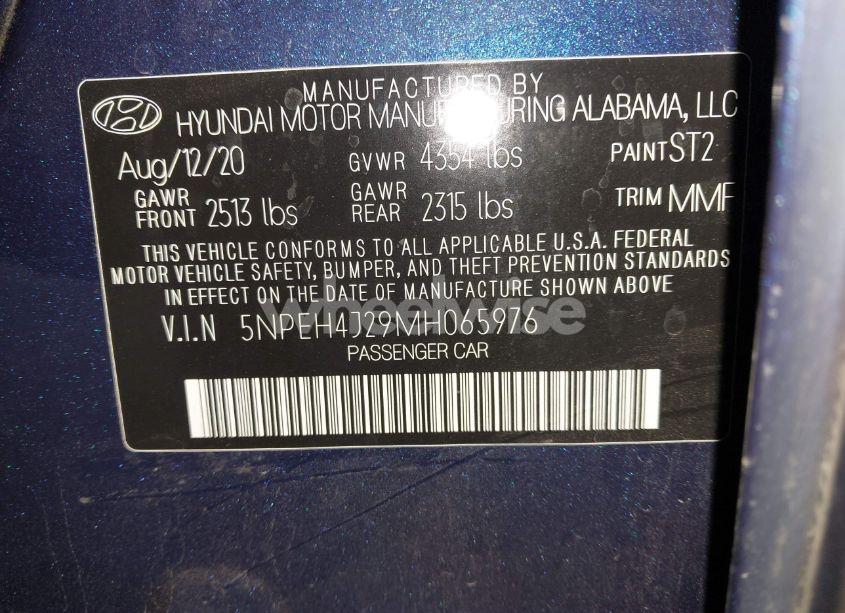 MANUFACTURED BY
HYUNDAI MOTOR MANUFACTURING ALABAMA, LLC
Aug/12/20 GVWR 4354 lbs PAINT ST2
GAWR FRONT 2513 lbs GAWR REAR 2315 lbs TRIM MMF
THIS VEHICLE CONFORMS TO ALL APPLICABLE U.S.A. FEDERAL
MOTOR VEHICLE SAFETY, BUMPER, AND THEFT PREVENTION STANDARDS
IN EFFECT ON THE DATE OF MANUFACTURE SHOWN ABOVE
wheelwise
V.I.N 5NPEH4J29MH065976
PASSENGER CAR